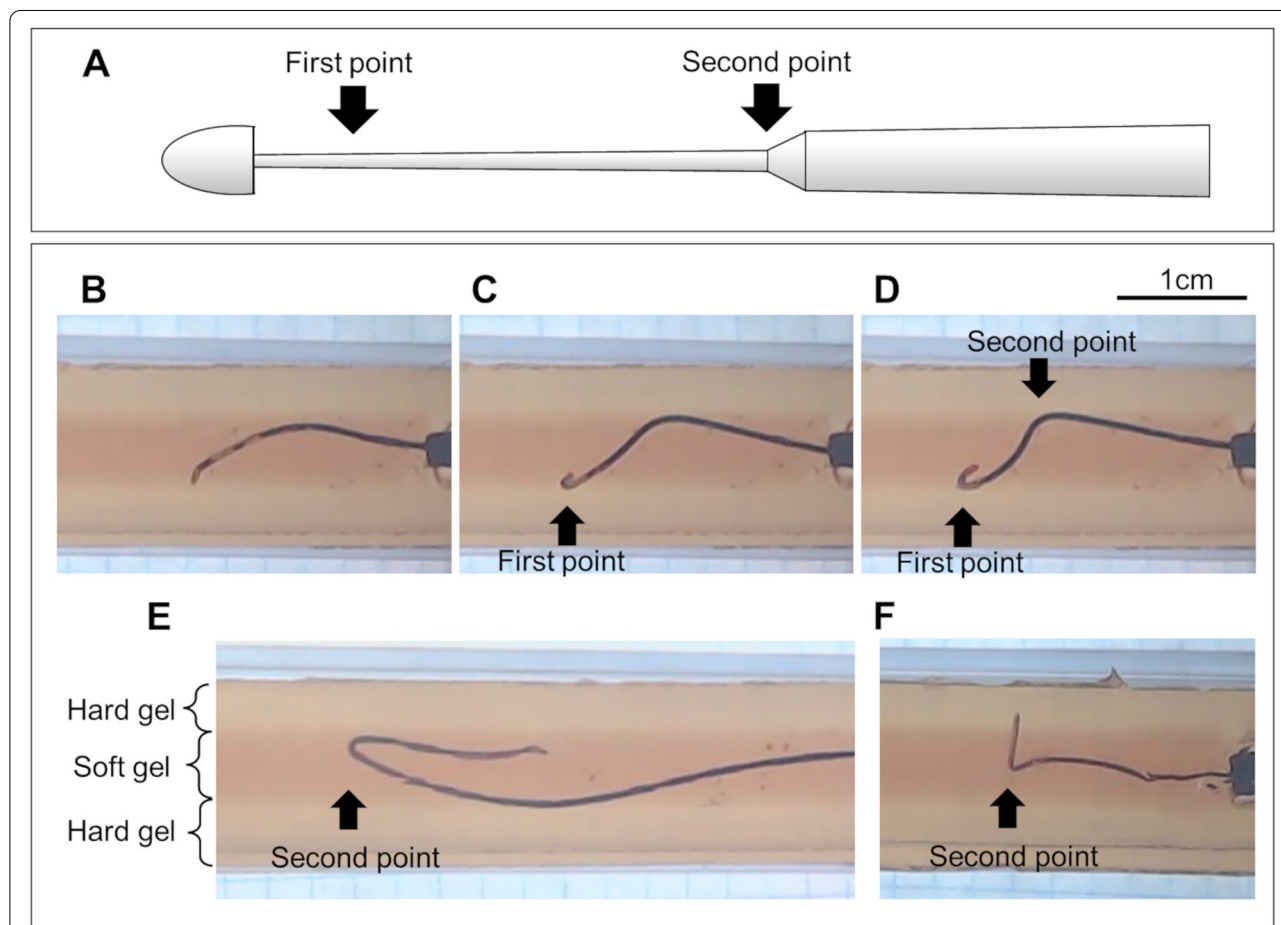 A
First point
Second point
B
C
D
1cm
Second point
First point
First point
E
F
Hard gel
Soft gel
Hard gel
Second point
Second point